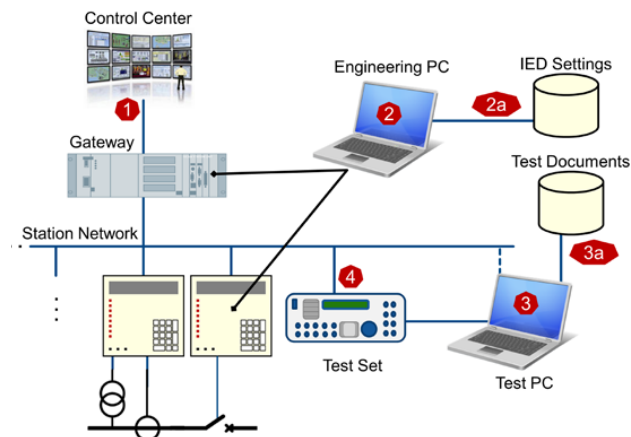 Control Center
1
Engineering PC
IED Settings
2
2a
Gateway
Test Documents
Station Network
3a
4
3
Test Set
Test PC